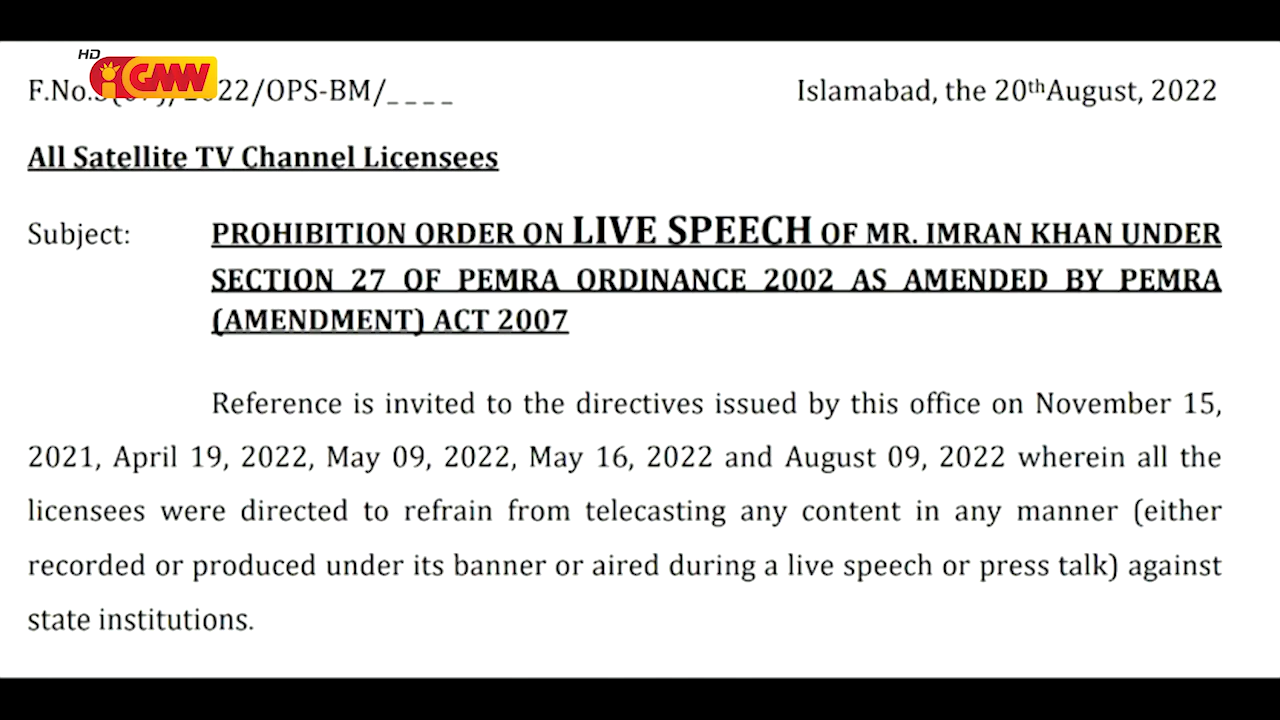 HD
GMW
F.No. 2022/OPS-BM/_ _ _ _ Islamabad, the 20thAugust, 2022
All Satellite TV Channel Licensees
Subject: PROHIBITION ORDER ON LIVE SPEECH OF MR. IMRAN KHAN UNDER
SECTION 27 OF PEMRA ORDINANCE 2002 AS AMENDED BY PEMRA
(AMENDMENT) ACT 2007
Reference is invited to the directives issued by this office on November 15,
2021, April 19, 2022, May 09, 2022, May 16, 2022 and August 09, 2022 wherein all the
licensees were directed to refrain from telecasting any content in any manner (either
recorded or produced under its banner or aired during a live speech or press talk) against
state institutions.